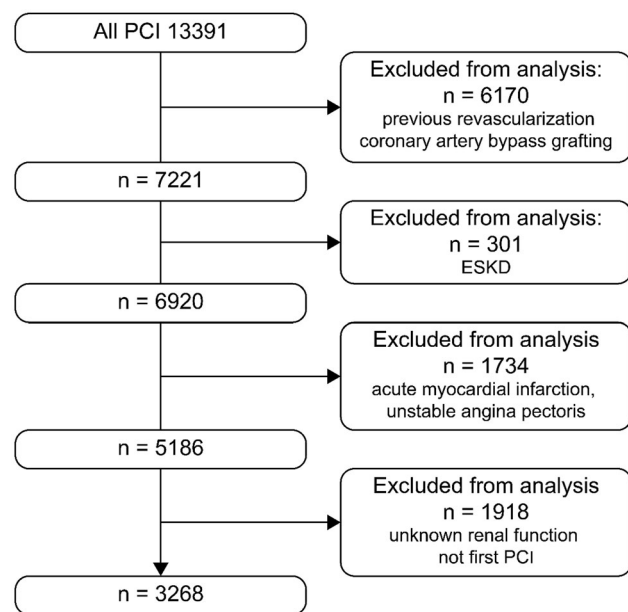 All PCI 13391
Excluded from analysis:
n = 6170
previous revascularization
coronary artery bypass grafting
n = 7221
Excluded from analysis:
n = 301
ESKD
n = 6920
Excluded from analysis
n = 1734
acute myocardial infarction,
unstable angina pectoris
n = 5186
Excluded from analysis
n = 1918
unknown renal function
not first PCI
n = 3268